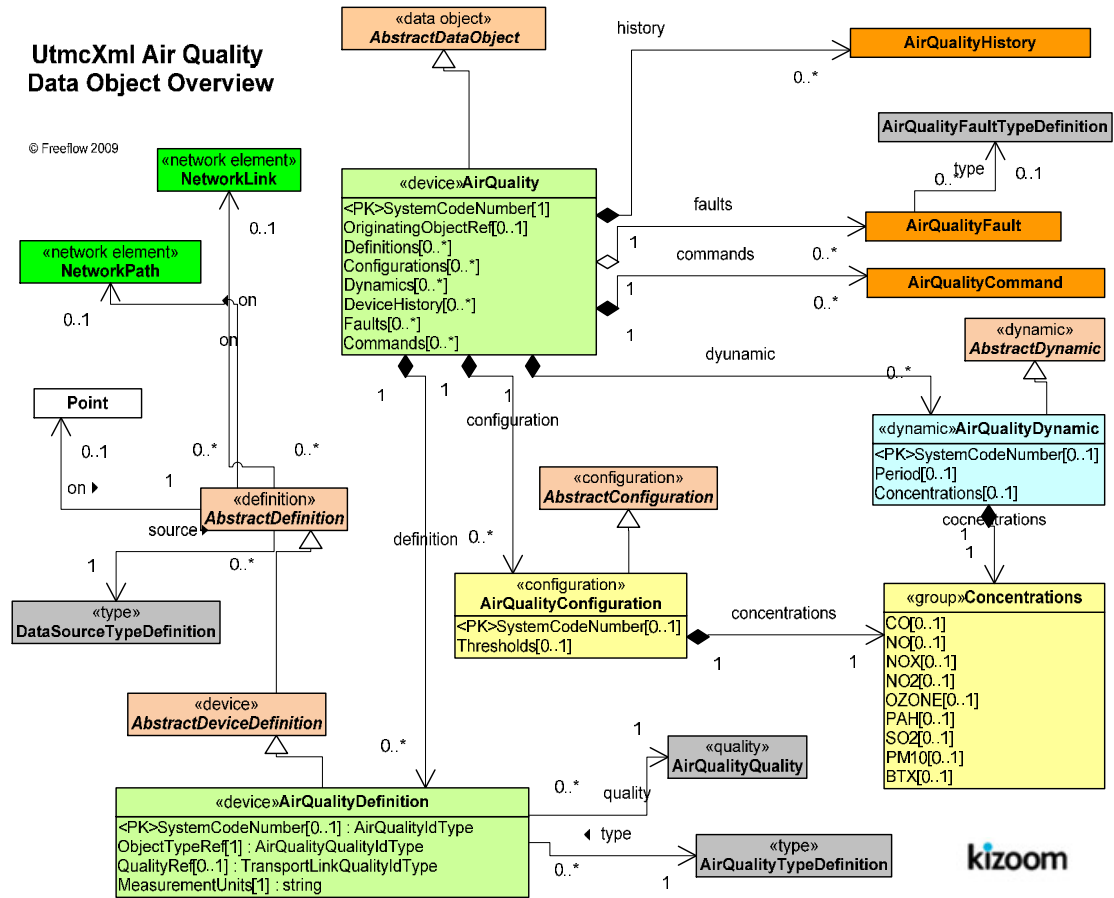 UtmcXml Air Quality
Data Object Overview
© Freeflow 2009
«data object»
AbstractDataObject
history
AirQualityHistory
0..*
AirQualityFaultTypeDefinition
type
0..*
0..1
«network element»
NetworkLink
0..1
«device»AirQuality
<PK>SystemCodeNumber[1]
OriginatingObjectRef[0..1]
Definitions[0..*]
Configurations[0..*]
Dynamics[0..*]
DeviceHistory[0..*]
Faults[0..*]
Commands[0..*]
faults
1
AirQualityFault
0..*
commands
1
AirQualityCommand
0..*
1
«network element»
NetworkPath
0..1
on
on
«dynamic»
AbstractDynamic
dyunamic
0..*
1
1
1
configuration
Point
0..1
on
1
0..*
0..*
«definition»
AbstractDefinition
source
1
0..*
«type»
DataSourceTypeDefinition
definition
0..*
«configuration»
AbstractConfiguration
«dynamic»AirQualityDynamic
<PK>SystemCodeNumber[0..1]
Period[0..1]
Concentrations[0..1]
cocnentrations
1
1
«configuration»
AirQualityConfiguration
<PK>SystemCodeNumber[0..1]
Thresholds[0..1]
concentrations
1
1
«group»Concentrations
CO[0..1]
NO[0..1]
NOX[0..1]
NO2[0..1]
OZONE[0..1]
PAH[0..1]
SO2[0..1]
PM10[0..1]
BTX[0..1]
«device»
AbstractDeviceDefinition
0..*
«device»AirQualityDefinition
<PK>SystemCodeNumber[0..1] : AirQualityIdType
ObjectTypeRef[1] : AirQualityQualityIdType
QualityRef[0..1] : TransportLinkQualityIdType
MeasurementUnits[1] : string
1
0..*
quality
«quality»
AirQualityQuality
type
0..*
1
«type»
AirQualityTypeDefinition
kizoom